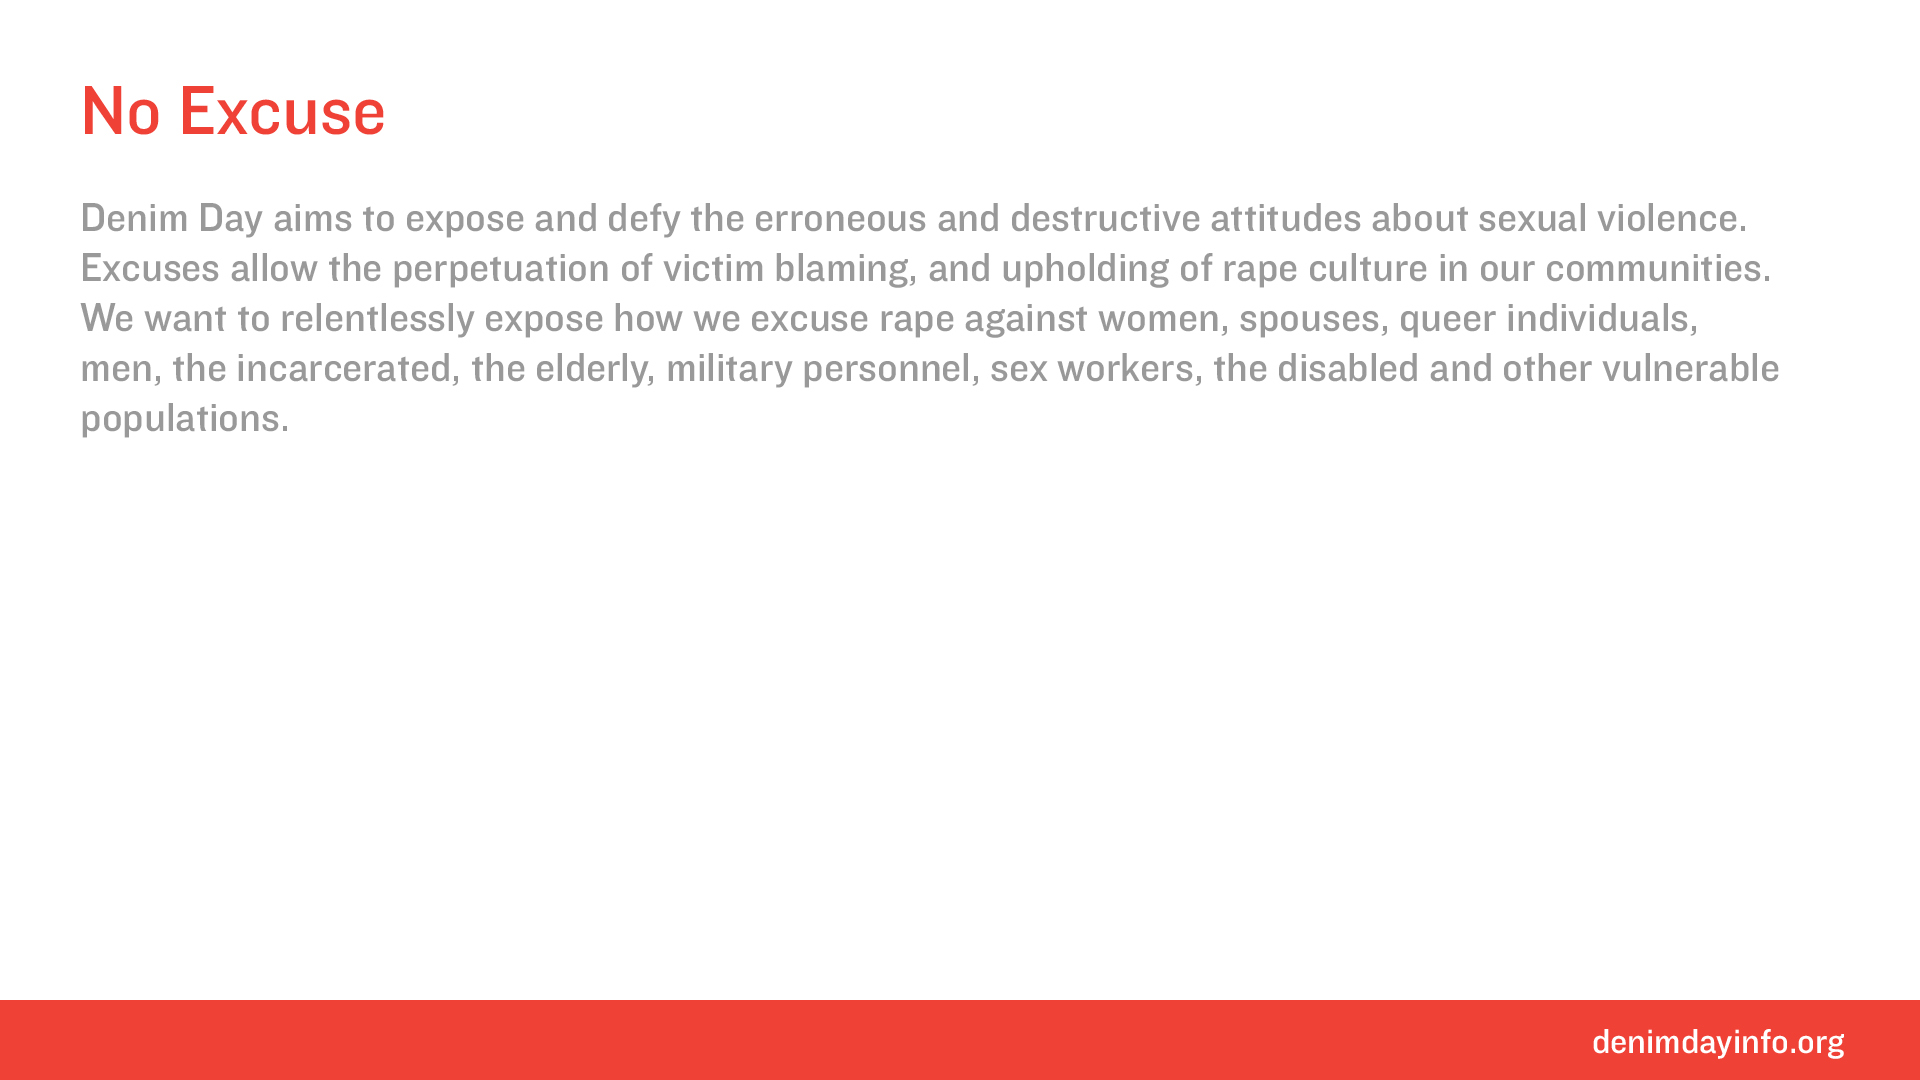 No Excuse
Denim Day aims to expose and defy the erroneous and destructive attitudes about sexual violence.
Excuses allow the perpetuation of victim blaming, and upholding of rape culture in our communities.
We want to relentlessly expose how we excuse rape against women, spouses, queer individuals,
men, the incarcerated, the elderly, military personnel, sex workers, the disabled and other vulnerable
populations.
denimdayinfo.org